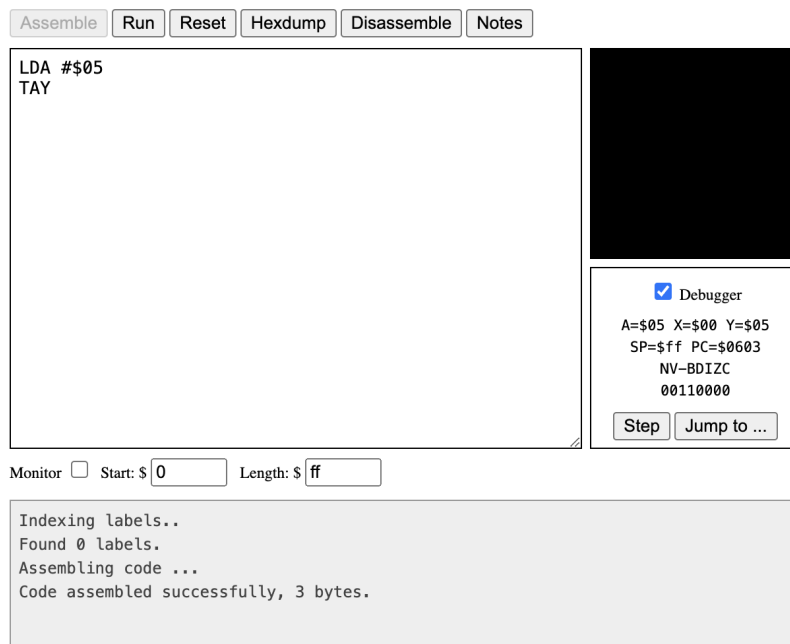 Assemble Run Reset Hexdump Disassemble Notes
LDA #$05
TAY
Debugger
A=$05 X=$00 Y=$05
SP=$ff PC=$0603
NV-BDIZC
00110000
Step Jump to ...
Monitor Start: $ 0 Length: $ ff
Indexing labels..
Found 0 labels.
Assembling code ...
Code assembled successfully, 3 bytes.